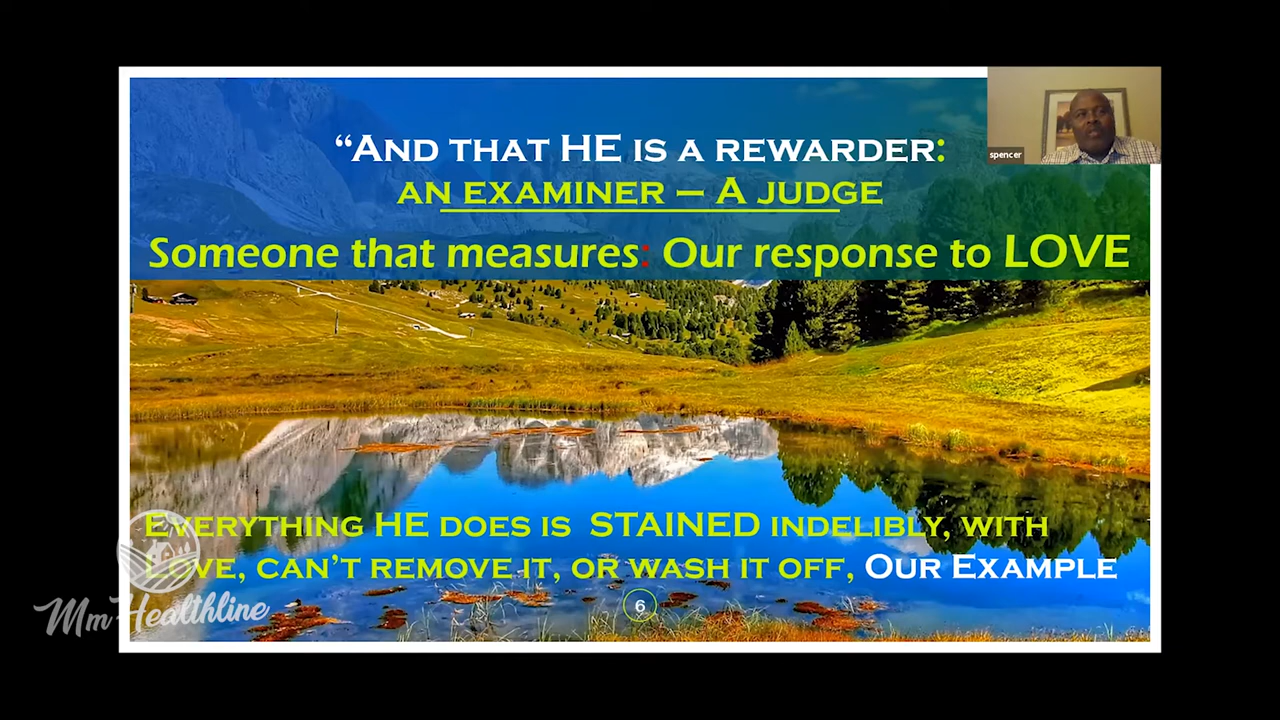 “AND THAT HE IS A REWARDER:
AN EXAMINER – A JUDGE
Someone that measures: Our response to LOVE
spencer
EVERYTHING HE DOES IS STAINED INDELIBLY, WITH
LOVE, CAN’T REMOVE IT, OR WASH IT OFF, OUR EXAMPLE
6
Mm Healthline